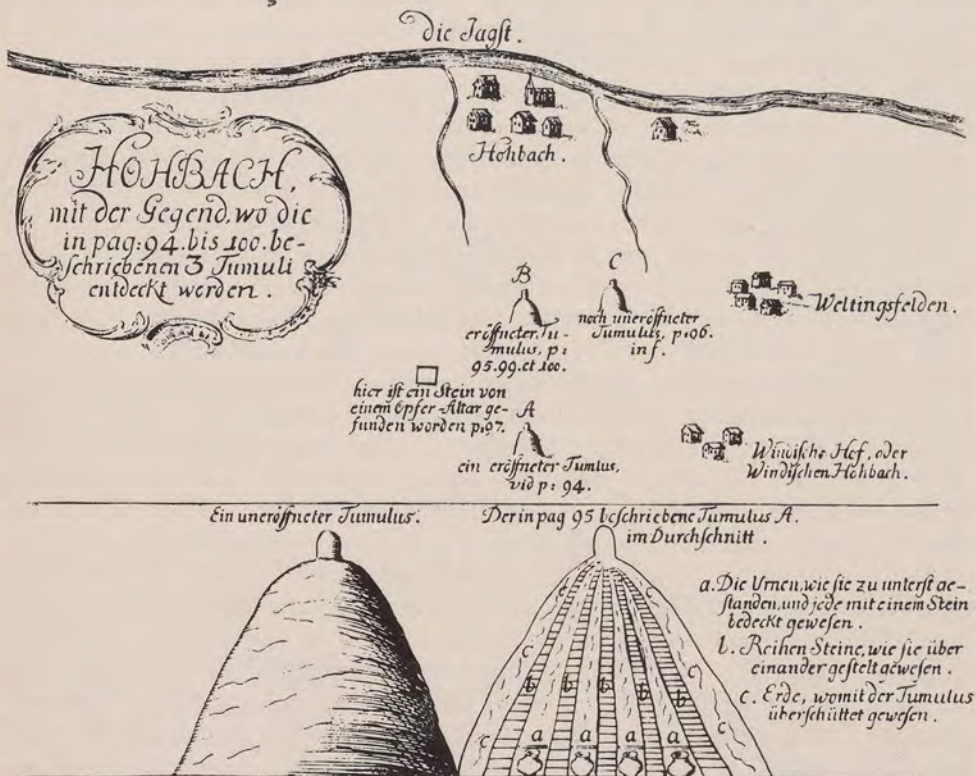 die Jagst.
Hohbach.
HOHBACH,
mit der Gegend, wo die
in pag: 94. bis 100. be-
schriebenen 3 Tumuli
entdeckt worden.
B
eröffneter Tu-
mulus, p:
95. 99. et 100.
C
noch uneröffneter
Tumulus, p: 96.
inf.
Weltingsfelden.
hier ist ein Stein von
einem Opfer-Altar ge-
funden worden p: 97.
A
ein eröffneter Tumlus,
vid p: 94.
Windische Hof, oder
Windischen Hohbach.
Ein uneröffneter Tumulus.
Der in pag 95 beschriebene Tumulus A.
im Durchschnitt.
a. Die Urnen, wie sie zu unterst ge-
standen, und jede mit einem Stein
bedeckt gewesen.
b. Reihen Steine, wie sie über
einander gestelt gewesen.
c. Erde, womit der Tumulus
überschüttet gewesen.
c c
c c
b b b b b
c c
a a a a